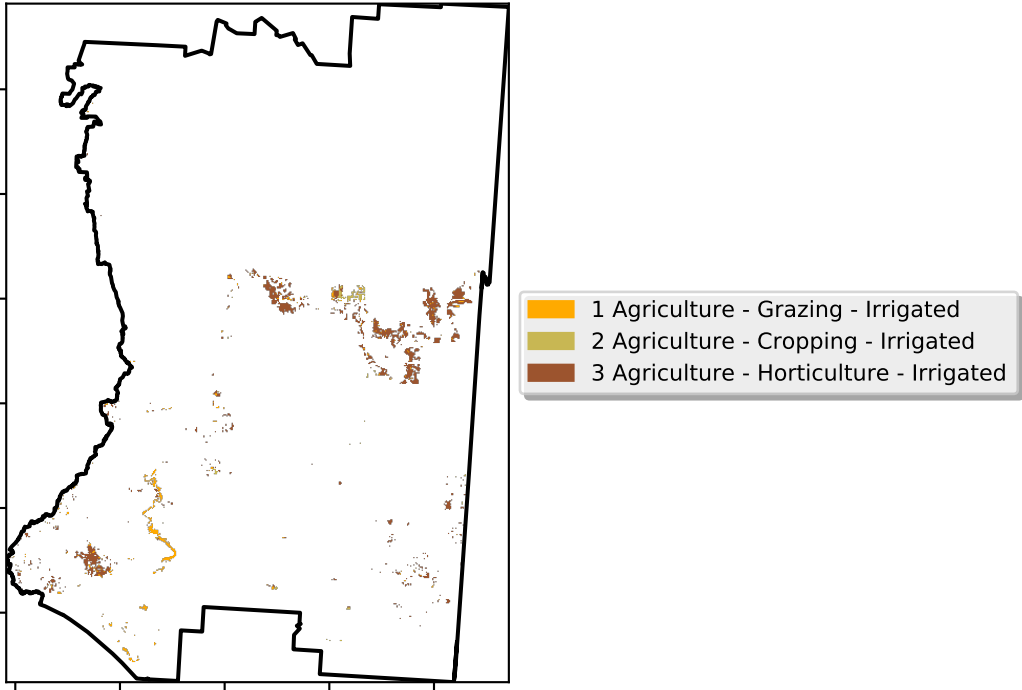 1 Agriculture - Grazing - Irrigated
2 Agriculture - Cropping - Irrigated
3 Agriculture - Horticulture - Irrigated